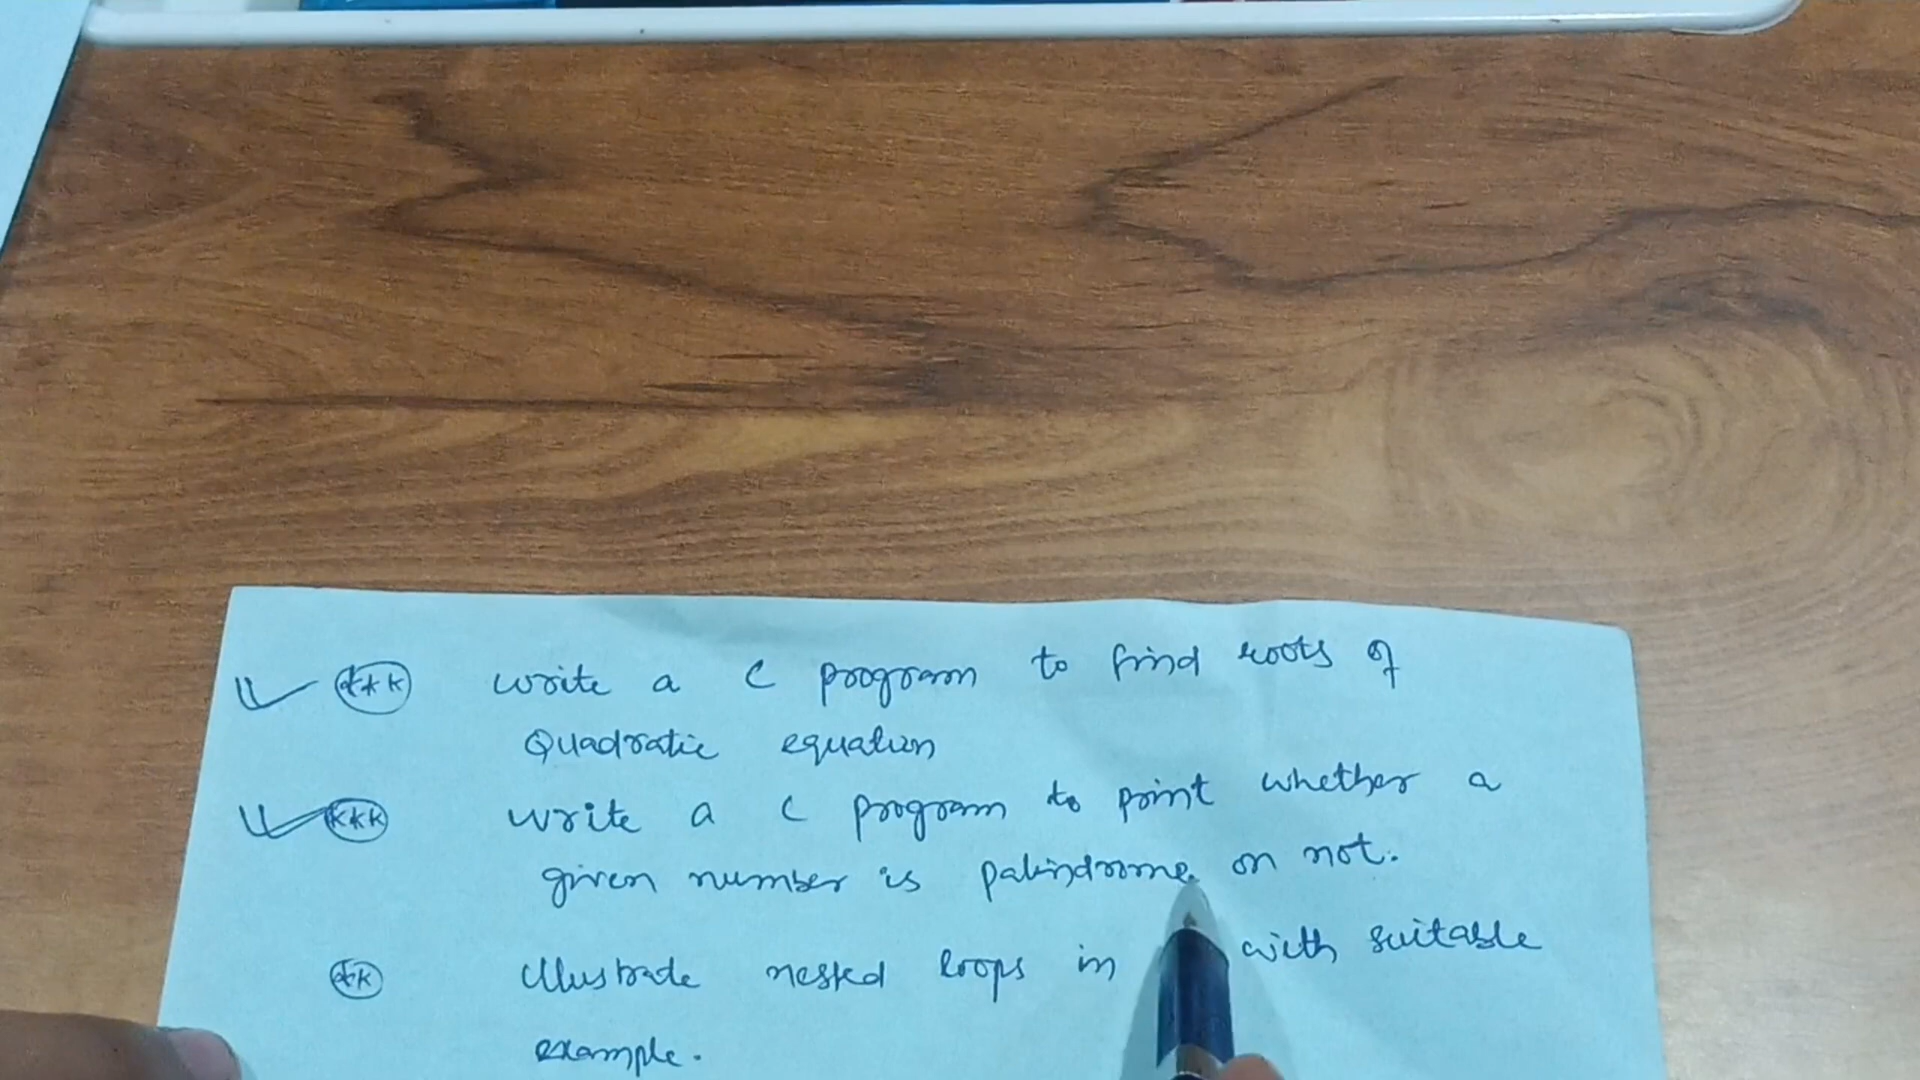 *** write a C program to find roots of
Quadratic equation
*** write a C program to print whether a
given number is palindrome or not.
** illustrate nested loops in with suitable
example.